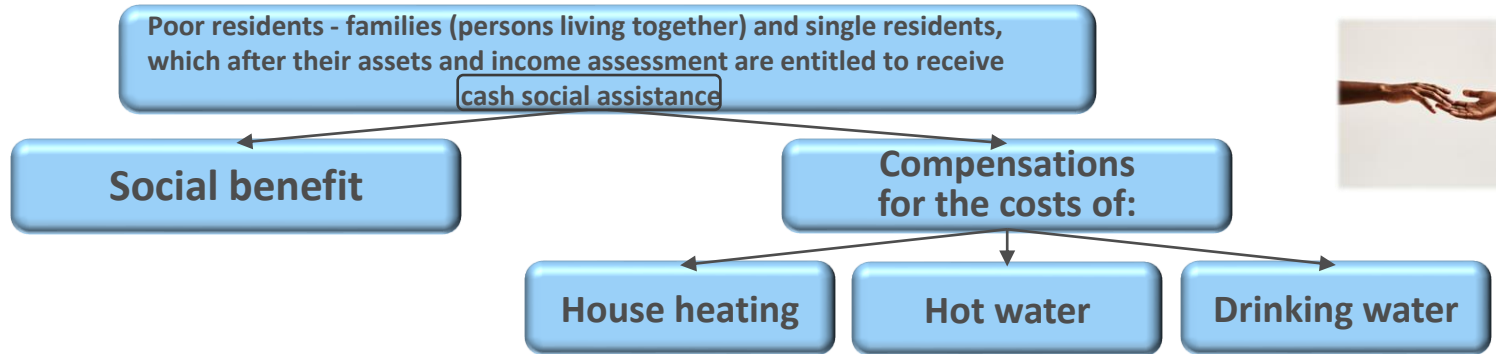 Poor residents - families (persons living together) and single residents,
which after their assets and income assessment are entitled to receive
cash social assistance
Social benefit
Compensations
for the costs of:
House heating
Hot water
Drinking water